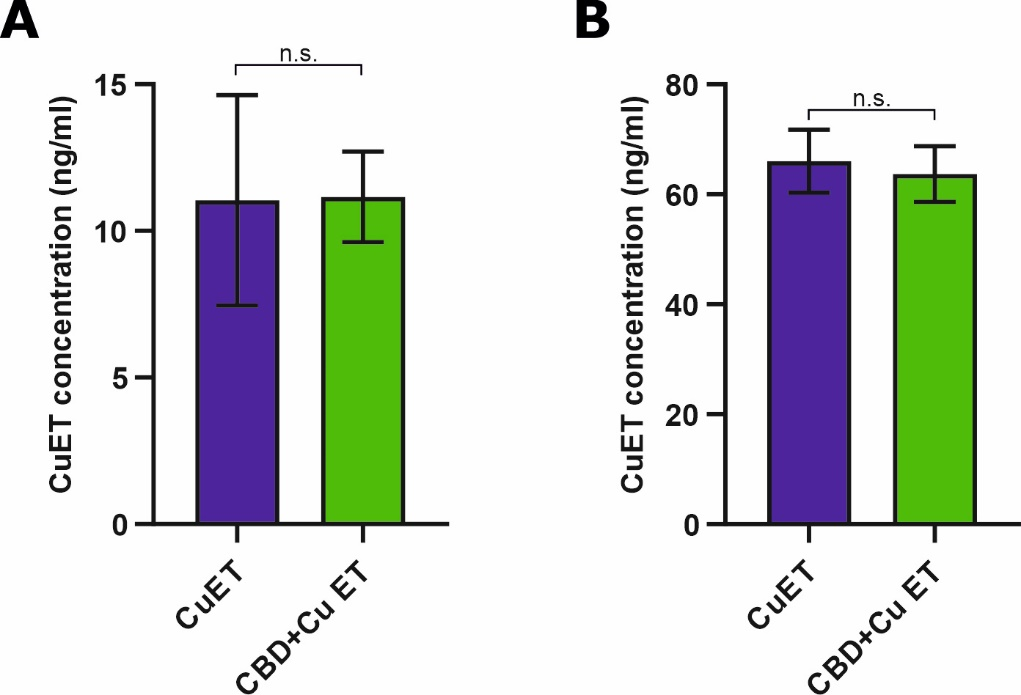 A
n.s.
CuET concentration (ng/ml)
15
10
5
0
CuET
CBD+Cu ET
B
n.s.
CuET concentration (ng/ml)
80
60
40
20
0
CuET
CBD+Cu ET